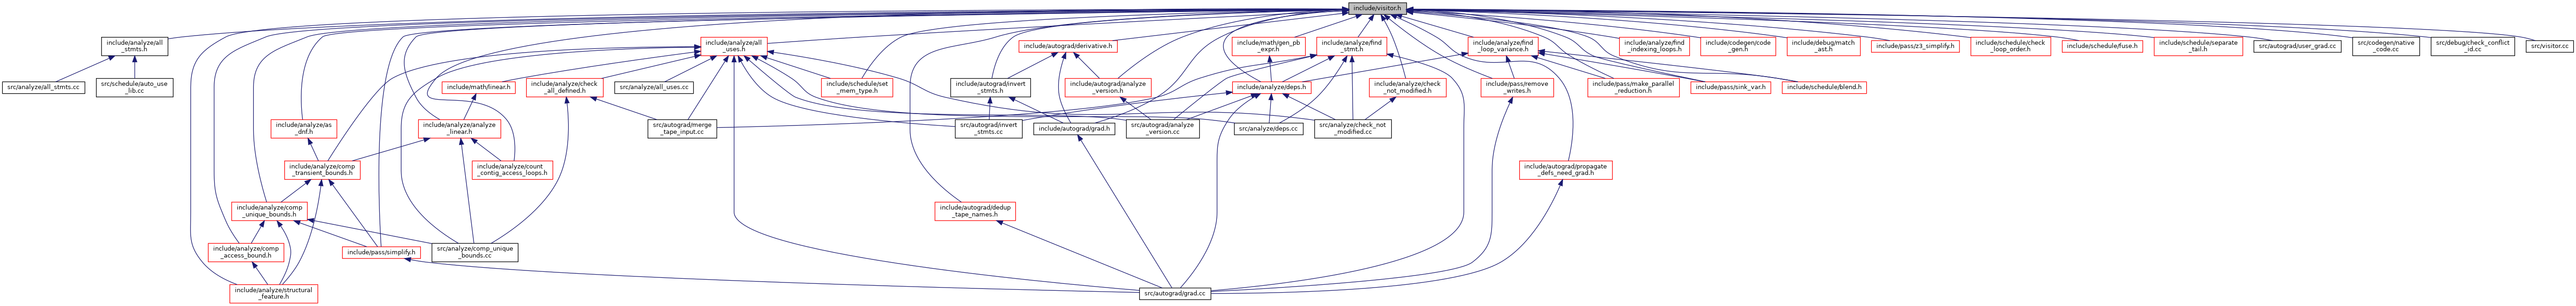 include/visitor.h
include/analyze/all
_stmts.h
include/analyze/all
_uses.h
include/autograd/derivative.h
include/math/gen_pb
_expr.h
include/analyze/find
_stmt.h
include/analyze/find
_loop_variance.h
include/analyze/find
_indexing_loops.h
include/codegen/code
_gen.h
include/debug/match
_ast.h
include/pass/z3_simplify.h
include/schedule/check
_loop_order.h
include/schedule/fuse.h
include/schedule/separate
_tail.h
src/autograd/user_grad.cc
src/codegen/native
_code.cc
src/debug/check_conflict
_id.cc
src/visitor.cc
src/analyze/all_stmts.cc
src/schedule/auto_use
_lib.cc
include/math/linear.h
include/analyze/check
_all_defined.h
src/analyze/all_uses.cc
include/schedule/set
_mem_type.h
include/autograd/invert
_stmts.h
include/autograd/analyze
_version.h
include/analyze/deps.h
include/analyze/check
_not_modified.h
include/pass/remove
_writes.h
include/pass/make_parallel
_reduction.h
include/pass/sink_var.h
include/schedule/blend.h
include/analyze/as
_dnf.h
include/analyze/analyze
_linear.h
src/autograd/merge
_tape_input.cc
src/autograd/invert
_stmts.cc
include/autograd/grad.h
src/autograd/analyze
_version.cc
src/analyze/deps.cc
src/analyze/check_not
_modified.cc
include/analyze/comp
_transient_bounds.h
include/analyze/count
_contig_access_loops.h
include/autograd/propagate
_defs_need_grad.h
include/analyze/comp
_unique_bounds.h
include/autograd/dedup
_tape_names.h
include/analyze/comp
_access_bound.h
include/pass/simplify.h
src/analyze/comp_unique
_bounds.cc
include/analyze/structural
_feature.h
src/autograd/grad.cc